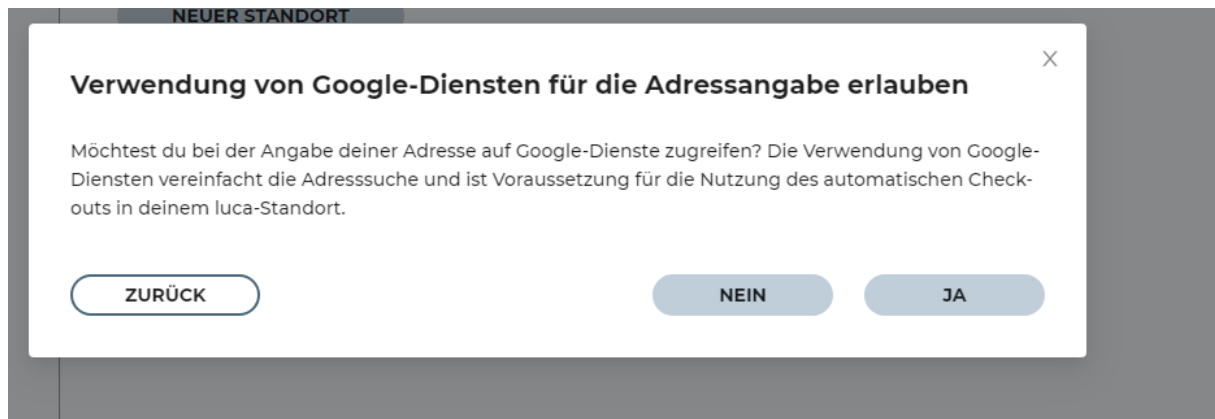 NEUER STANDORT
X
Verwendung von Google-Diensten für die Adressangabe erlauben
Möchtest du bei der Angabe deiner Adresse auf Google-Dienste zugreifen? Die Verwendung von Google-
Diensten vereinfacht die Adresssuche und ist Voraussetzung für die Nutzung des automatischen Check-
outs in deinem luca-Standort.
ZURÜCK
NEIN
JA